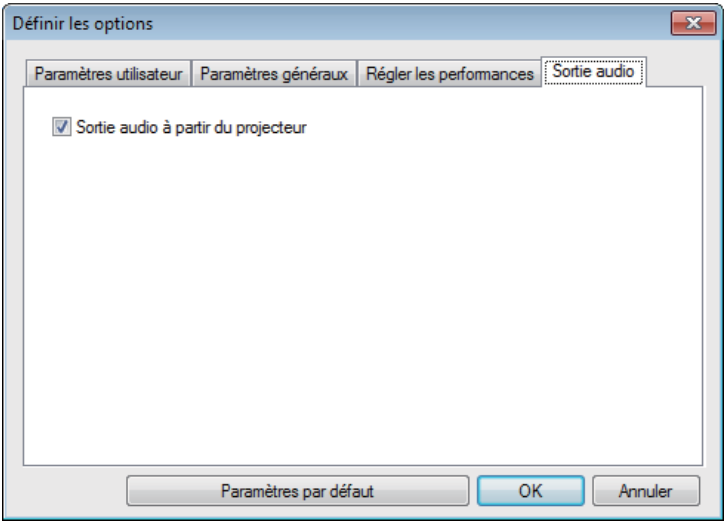 Définir les options
Paramètres utilisateur Paramètres généraux Régler les performances Sortie audio
Sortie audio à partir du projecteur
Paramètres par défaut OK Annuler